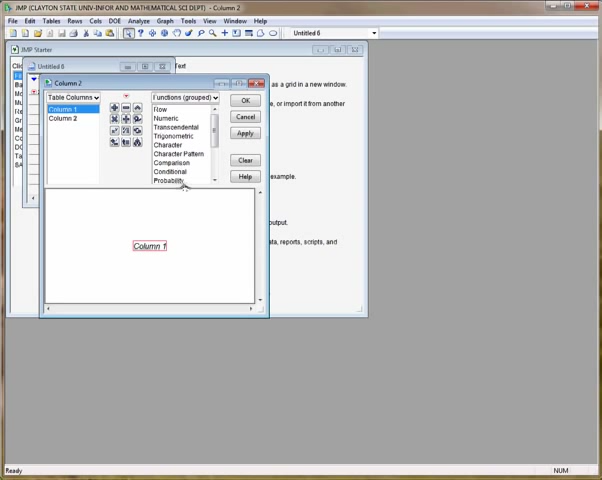 JMP (CLAYTON STATE UNIV-INFOR AND MATHEMATICAL SCI DEPT) - Column 2
File Edit Tables Rows Cols DOE Analyze Graph Tools View Window Help
Untitled 6
JMP Starter
Untitled 6
Text
Column 2
as a grid in a new window.
Table Columns
Functions (grouped)
OK
Column 1
Column 2
Row
Numeric
Transcendental
Trigonometric
Character
Character Pattern
Comparison
Conditional
Probability
or import it from another
Cancel
Apply
Clear
Help
example.
output.
ata, reports, scripts, and
Column 1
Ready
NUM